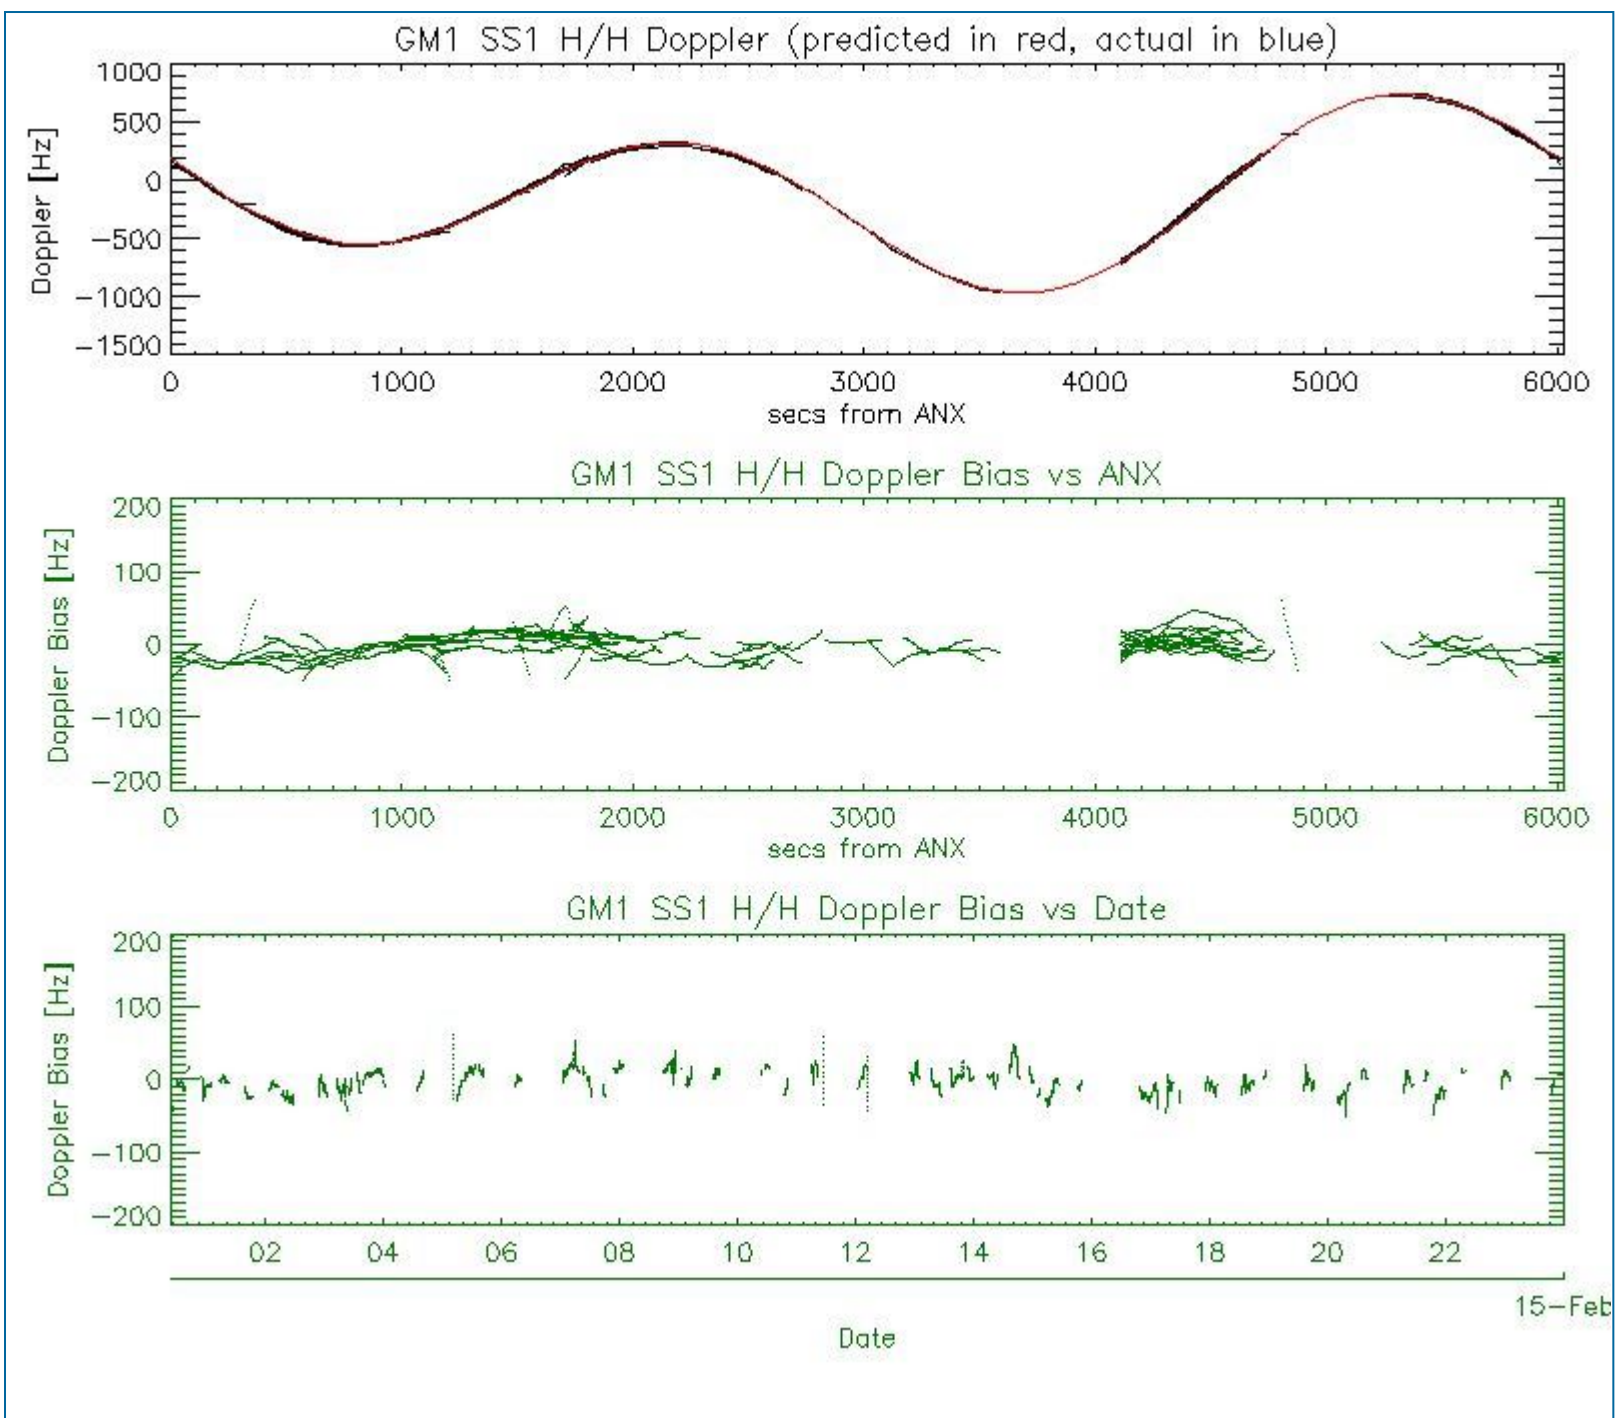 GM1 SS1 H/H Doppler (predicted in red, actual in blue)
Doppler [Hz]
1000
500
0
−500
−1000
−1500
0 1000 2000 3000 4000 5000 6000
secs from ANX
GM1 SS1 H/H Doppler Bias vs ANX
Doppler Bias [Hz]
200
100
0
−100
−200
0 1000 2000 3000 4000 5000 6000
secs from ANX
GM1 SS1 H/H Doppler Bias vs Date
Doppler Bias [Hz]
200
100
0
−100
−200
02 04 06 08 10 12 14 16 18 20 22
15−Feb
Date